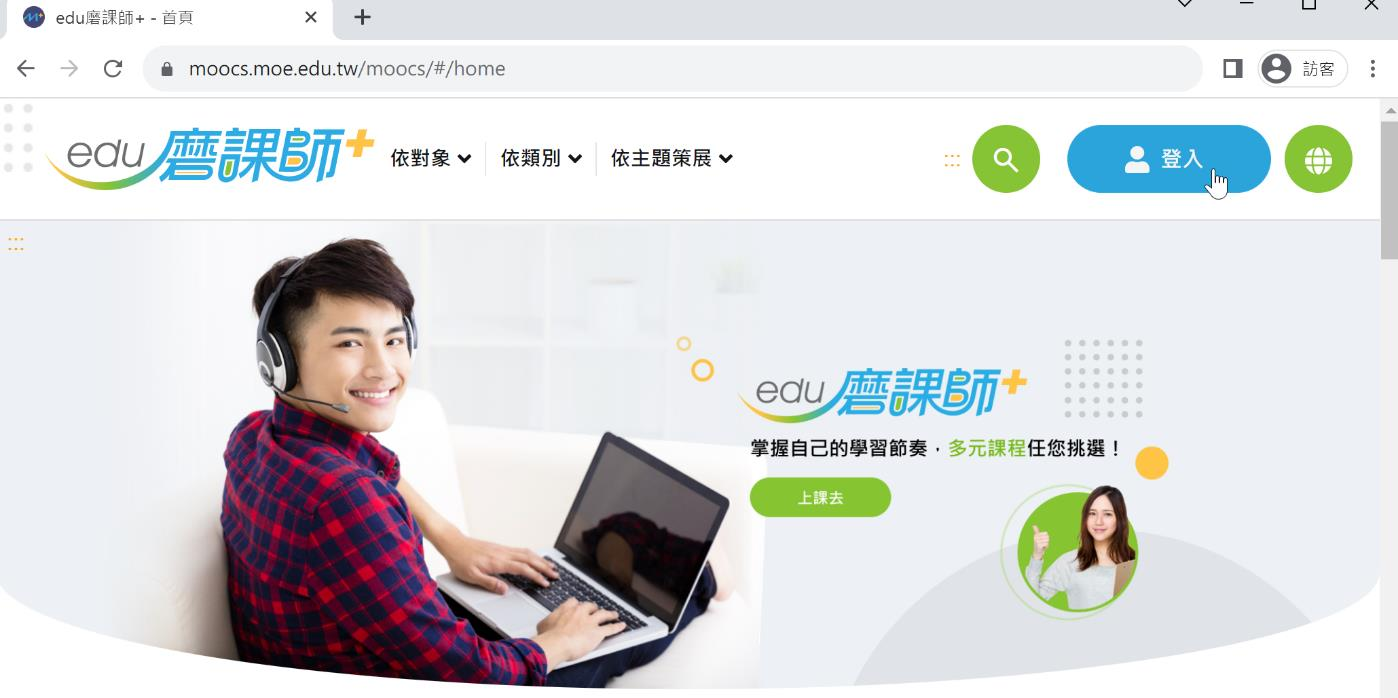 edu磨課師+ - 首頁
moocs.moe.edu.tw/moocs/#/home
訪客
edu磨課師+
依對象
依類別
依主題策展
登入
edu磨課師+
掌握自己的學習節奏，多元課程任您挑選！
上課去